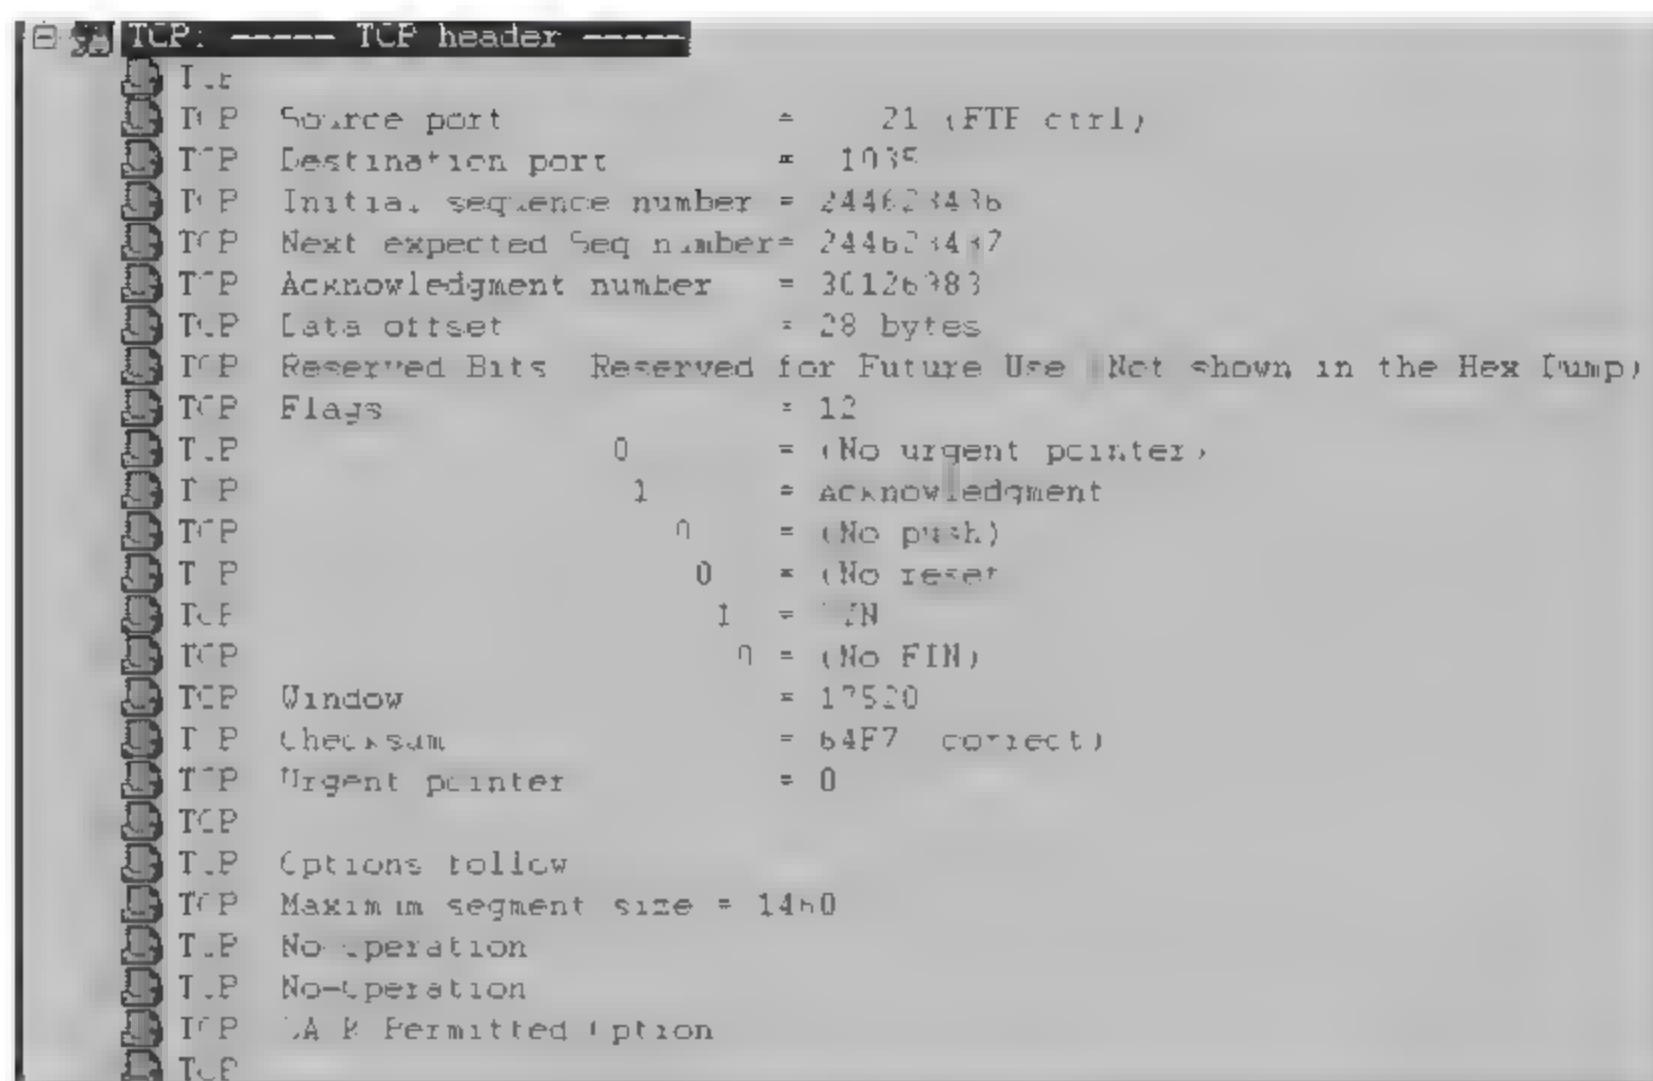 TCP: ----- TCP header -----
TCP
TCP Source port = 21 (FTP ctrl)
TCP Destination port = 1035
TCP Initial sequence number = 244623436
TCP Next expected Seq number= 244623437
TCP Acknowledgment number = 30126983
TCP Data offset = 28 bytes
TCP Reserved Bits Reserved for Future Use (Not shown in the Hex Dump)
TCP Flags = 12
TCP 0 = (No urgent pointer)
TCP 1 = Acknowledgment
TCP 0 = (No push)
TCP 0 = (No reset)
TCP 1 = SYN
TCP 0 = (No FIN)
TCP Window = 17520
TCP Checksum = 64F7 (correct)
TCP Urgent pointer = 0
TCP
TCP Options follow
TCP Maximum segment size = 1460
TCP No-Operation
TCP No-Operation
TCP SACK Permitted Option
TCP